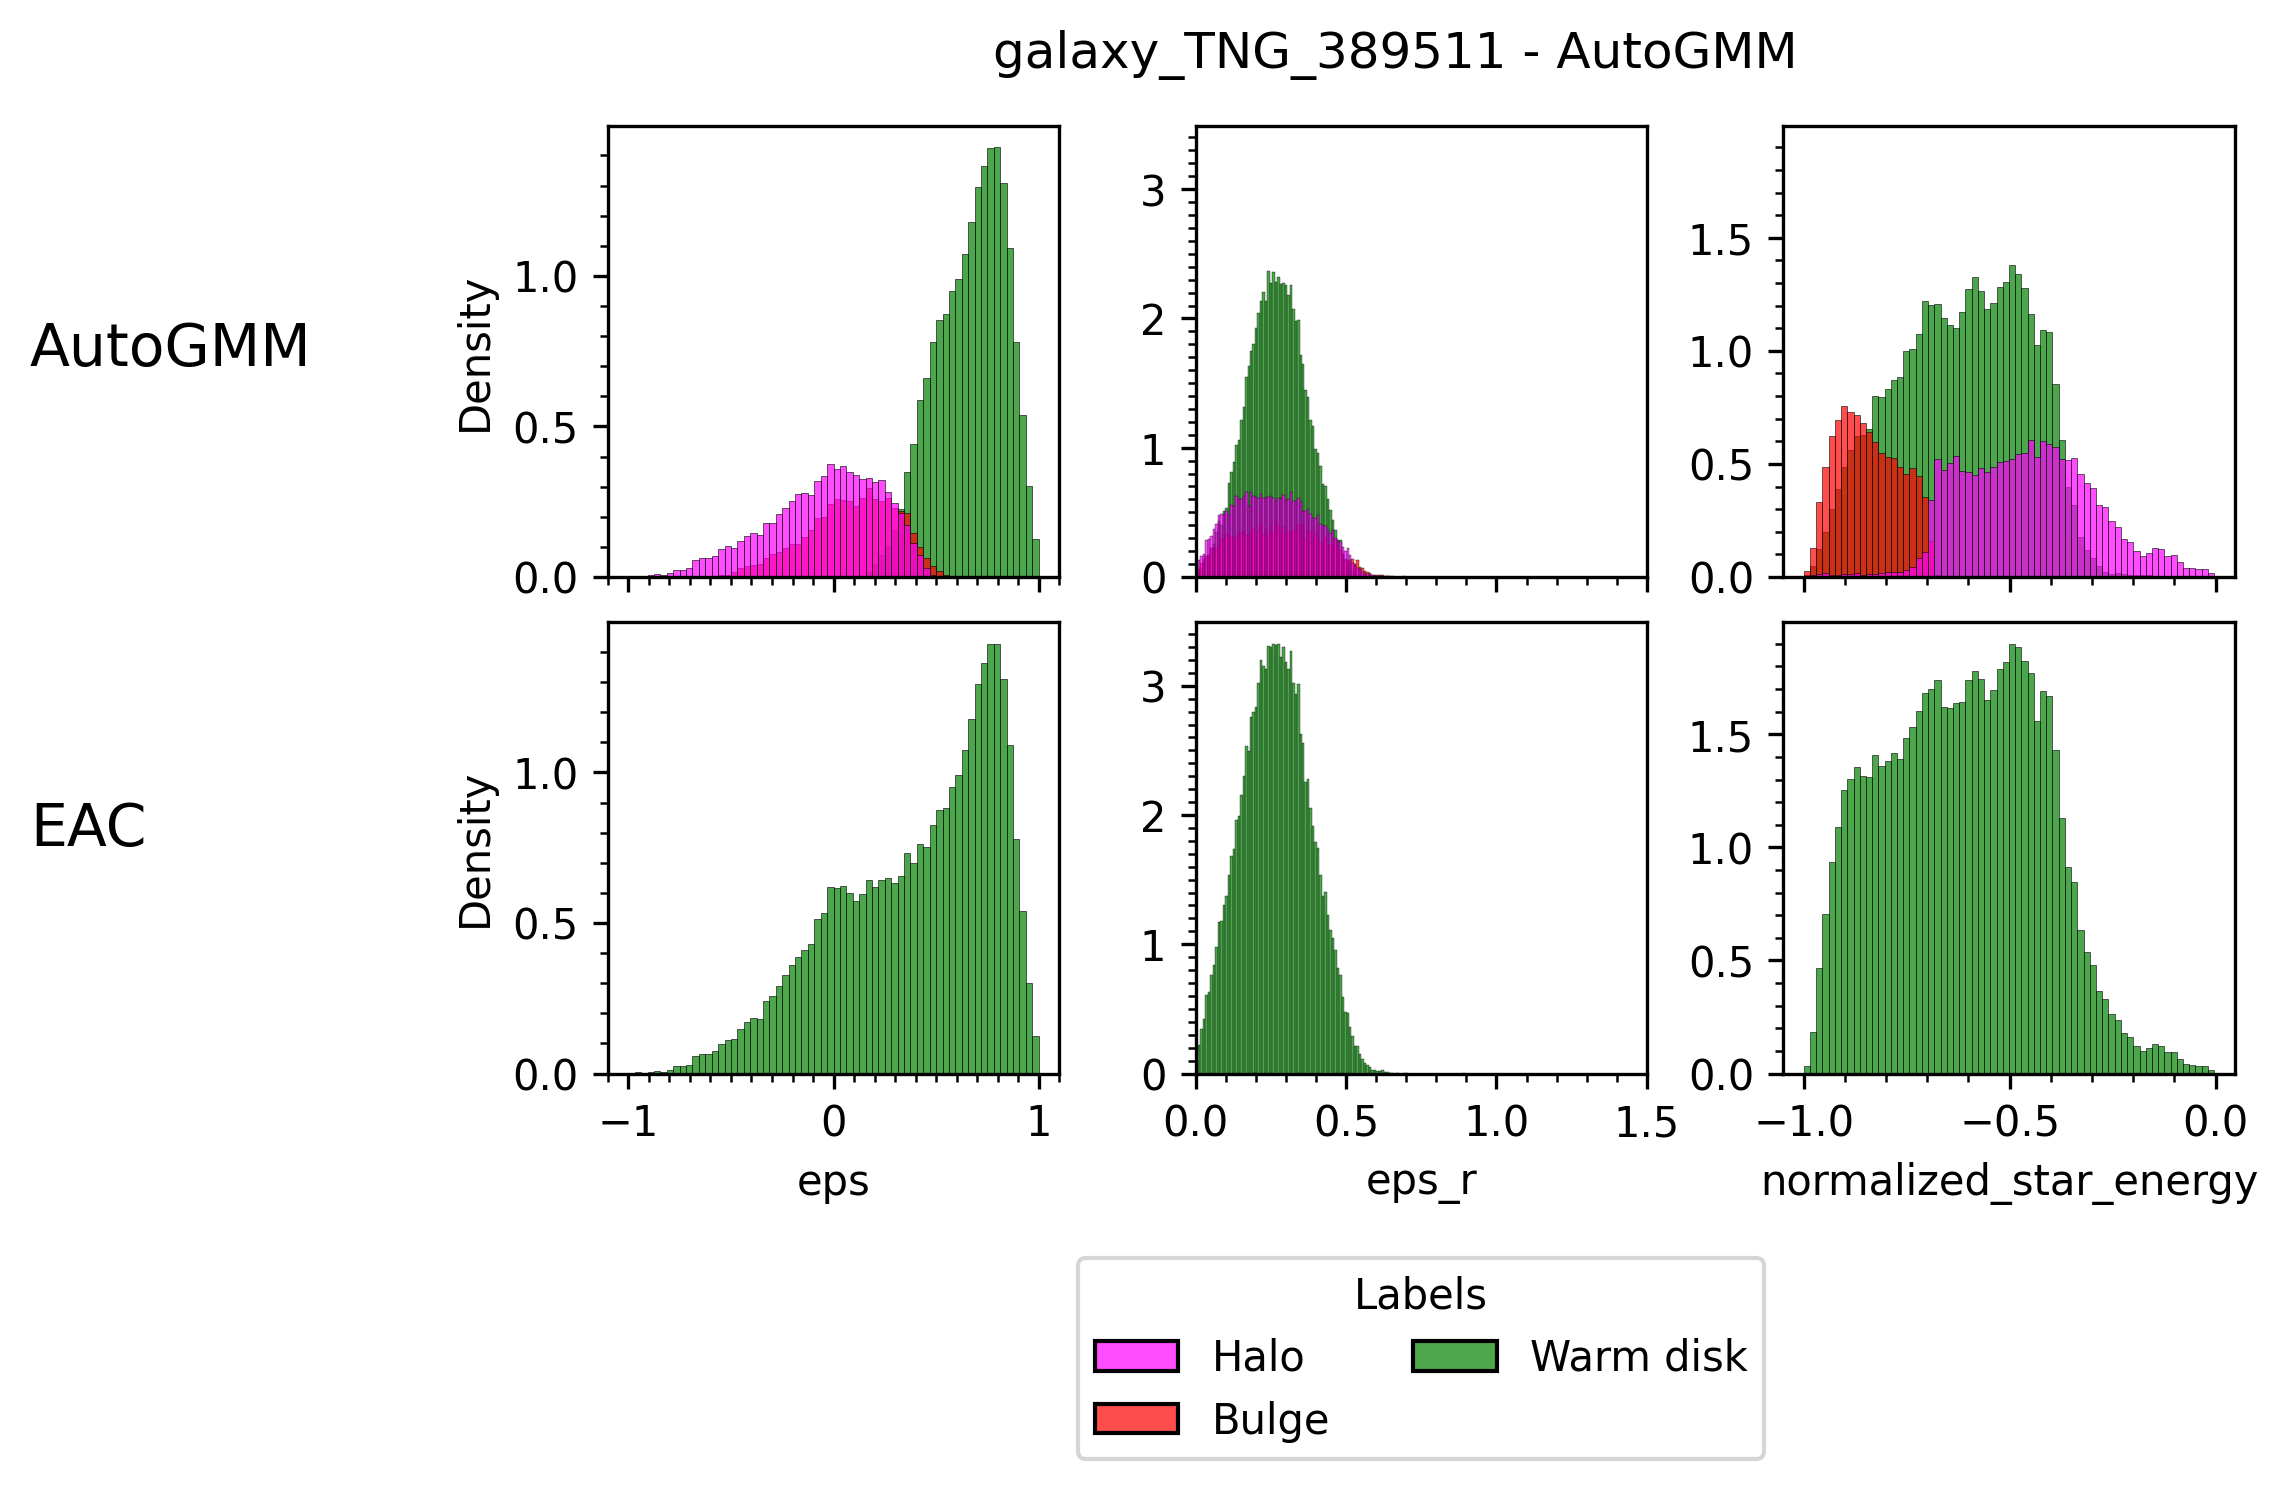 galaxy_TNG_389511 - AutoGMM
AutoGMM
Density
1.0
0.5
0.0
3
2
1
0
1.5
1.0
0.5
0.0
EAC
Density
1.0
0.5
0.0
−1
0
1
eps
3
2
1
0
0.0
0.5
1.0
1.5
eps_r
1.5
1.0
0.5
0.0
−1.0
−0.5
0.0
normalized_star_energy
Labels
Halo
Bulge
Warm disk